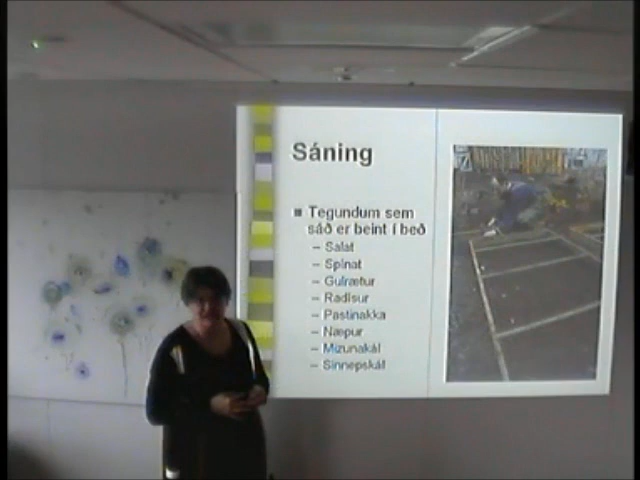 Sáning
Tegundum sem
sáð er beint í beð
– Salat
– Spínat
– Gulrætur
– Radísur
– Pastinakka
– Næpur
– Mizunakál
– Sinnepskál